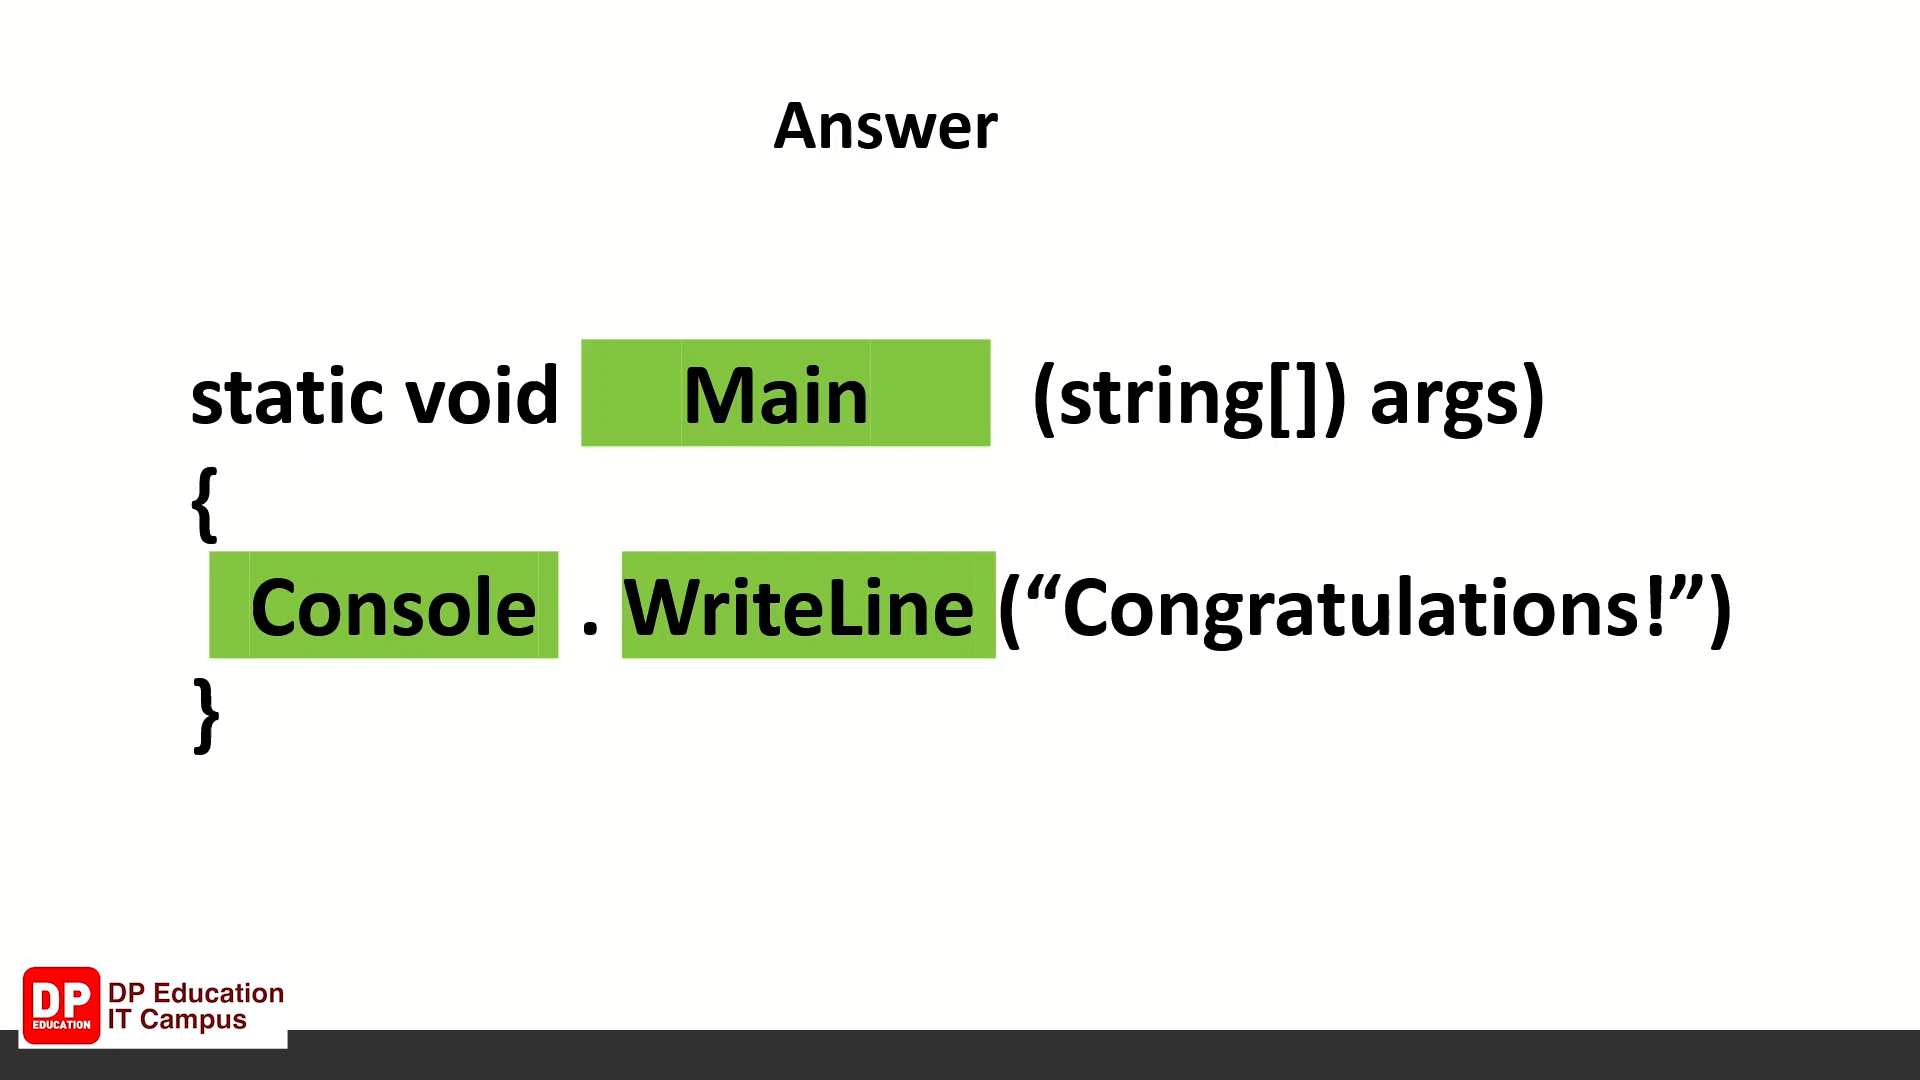 Answer
static void Main (string[]) args)
{
Console . WriteLine (“Congratulations!”)
}
DP
EDUCATION
DP Education
IT Campus